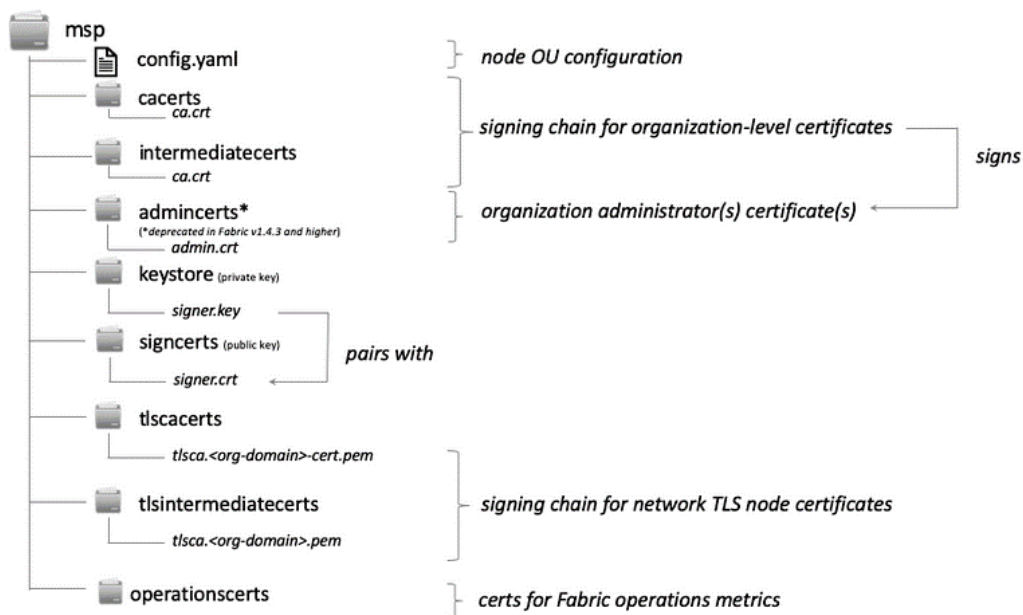 msp
config.yaml
node OU configuration
cacerts
ca.crt
signing chain for organization-level certificates
signs
intermediatecerts
ca.crt
admincerts*
(*deprecated in Fabric v1.4.3 and higher)
admin.crt
organization administrator(s) certificate(s)
keystore (private key)
signer.key
signcerts (public key)
signer.crt
pairs with
tlscacerts
tlsca.<org-domain>-cert.pem
tlsintermediatecerts
tlsca.<org-domain>.pem
signing chain for network TLS node certificates
operationscerts
certs for Fabric operations metrics